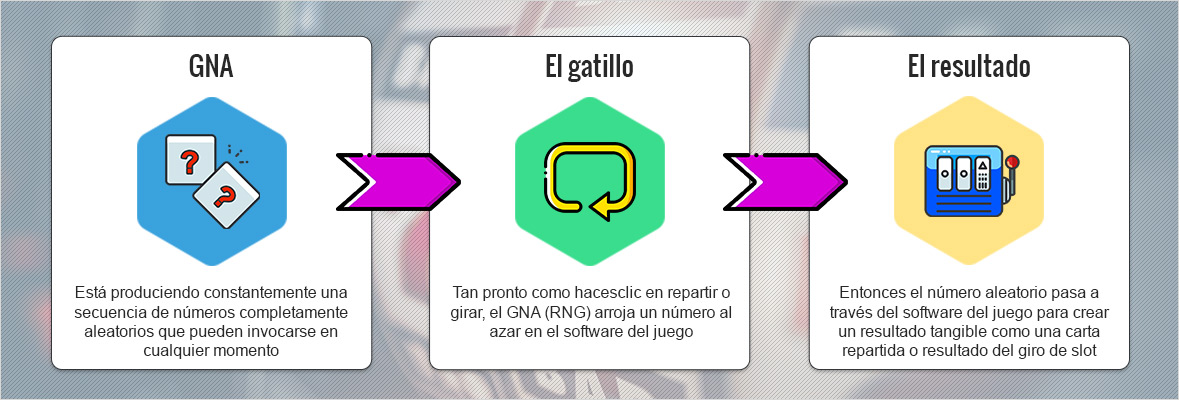 GNA
Está produciendo constantemente una
secuencia de números completamente
aleatorios que pueden invocarse en
cualquier momento
El gatillo
Tan pronto como hacesclic en repartir o
girar, el GNA (RNG) arroja un número al
azar en el software del juego
El resultado
Entonces el número aleatorio pasa a
través del software del juego para crear
un resultado tangible como una carta
repartida o resultado del giro de slot